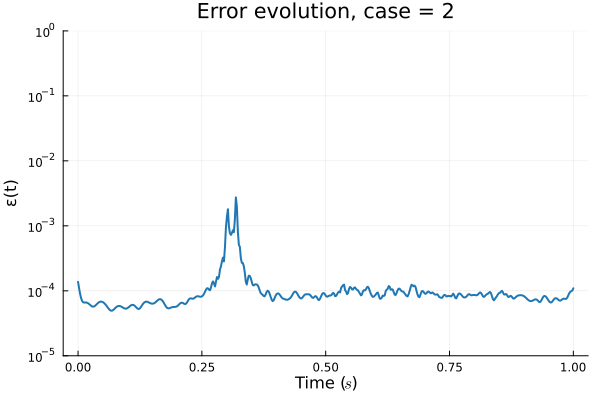 Error evolution, case = 2
10⁰
10⁻¹
10⁻²
10⁻³
10⁻⁴
10⁻⁵
ε(t)
0.00 0.25 0.50 0.75 1.00
Time (s)